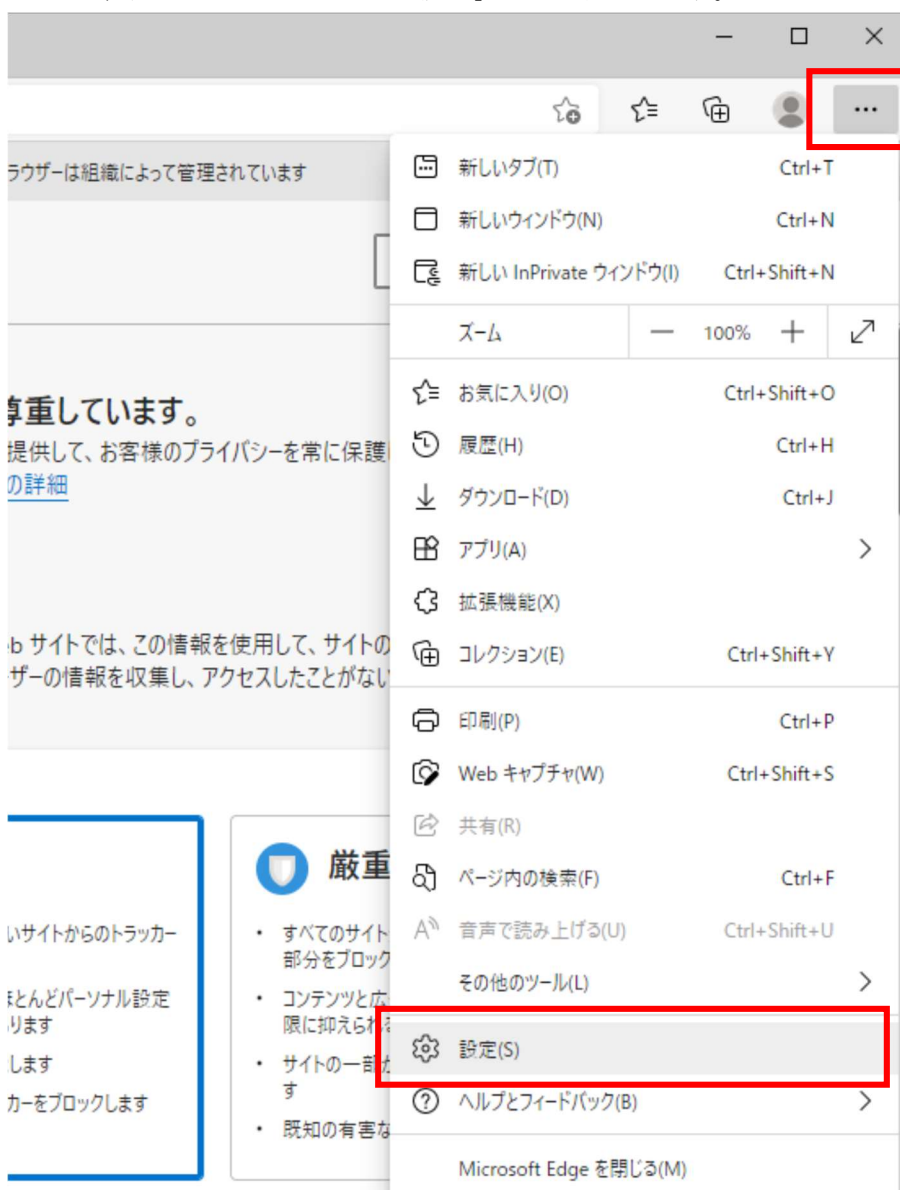 ラウザーは組織によって管理されています
新しいタブ(T) Ctrl+T
新しいウィンドウ(N) Ctrl+N
新しい InPrivate ウィンドウ(I) Ctrl+Shift+N
ズーム 100%
お気に入り(O) Ctrl+Shift+O
履歴(H) Ctrl+H
ダウンロード(D) Ctrl+J
アプリ(A)
拡張機能(X)
コレクション(E) Ctrl+Shift+Y
印刷(P) Ctrl+P
Web キャプチャ(W) Ctrl+Shift+S
共有(R)
ページ内の検索(F) Ctrl+F
音声で読み上げる(U) Ctrl+Shift+U
その他のツール(L)
設定(S)
ヘルプとフィードバック(B)
Microsoft Edge を閉じる(M)
尊重しています。
提供して、お客様のプライバシーを常に保護
の詳細
eb サイトでは、この情報を使用して、サイトの
ザーの情報を収集し、アクセスしたことがない
いサイトからのトラッカー
ほとんどパーソナル設定
ります
します
カーをブロックします
厳重
・ すべてのサイト
部分をブロック
・ コンテンツと広
限に抑えられ
・ サイトの一部が
す
・ 既知の有害な